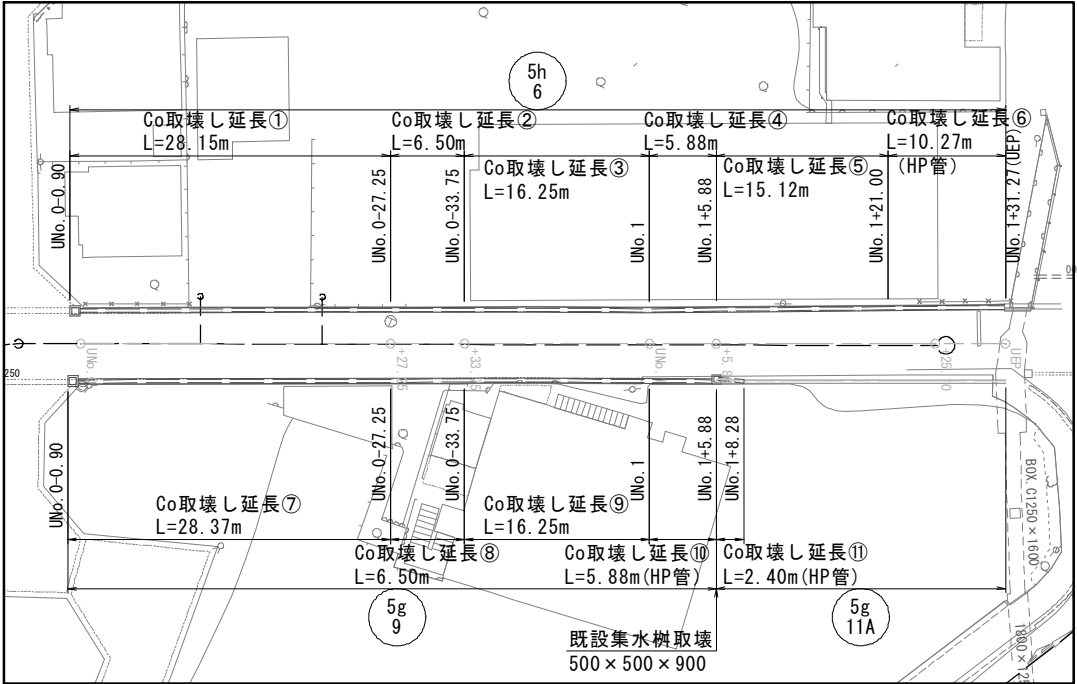 5h
6
Co取壊し延長①
L=28.15m
Co取壊し延長②
L=6.50m
Co取壊し延長③
L=16.25m
Co取壊し延長④
L=5.88m
Co取壊し延長⑤
L=15.12m
Co取壊し延長⑥
L=10.27m
(HP管)
UNo.0-0.90
UNo.0-27.25
UNo.0-33.75
UNo.1
UNo.1+5.88
UNo.1+21.00
UNo.1+31.27(UEP)
UNo.
UNo.
UEP
250
UNo.0-0.90
UNo.0-27.25
UNo.0-33.75
UNo.1
UNo.1+5.88
UNo.1+8.28
BOX C1250×1600
Co取壊し延長⑦
L=28.37m
Co取壊し延長⑧
L=6.50m
Co取壊し延長⑨
L=16.25m
Co取壊し延長⑩
L=5.88m(HP管)
Co取壊し延長⑪
L=2.40m(HP管)
5g
9
5g
11A
既設集水桝取壊
500×500×900